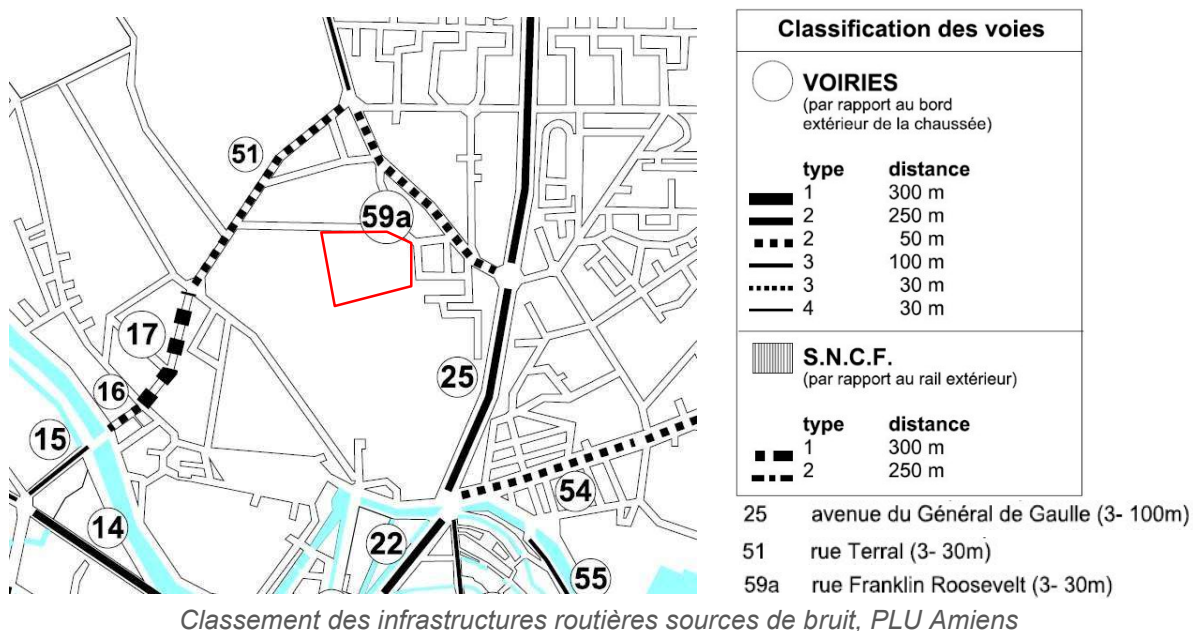 51
59a
17
25
16
15
54
14
22
55
Classification des voies
VOIRIES
(par rapport au bord
extérieur de la chaussée)
type distance
1 300 m
2 250 m
2 50 m
3 100 m
3 30 m
4 30 m
S.N.C.F.
(par rapport au rail extérieur)
type distance
1 300 m
2 250 m
25 avenue du Général de Gaulle (3- 100m)
51 rue Terral (3- 30m)
59a rue Franklin Roosevelt (3- 30m)
Classement des infrastructures routières sources de bruit, PLU Amiens